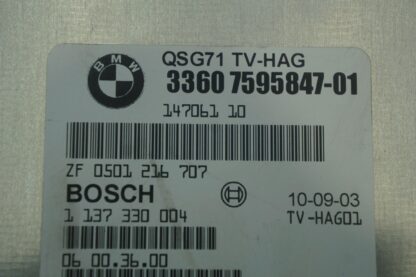 BMW
QSG71 TV-HAG
3360 7595847-01
147061 10
ZF 0501 216 707
BOSCH
10-09-03
1 137 330 004
TV-HAG01
06 00.36.00